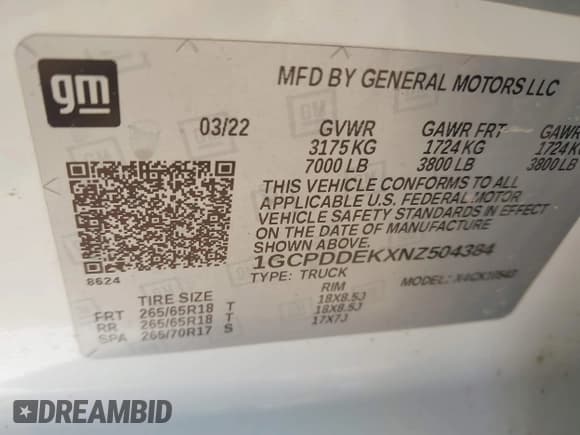 gm
MFD BY GENERAL MOTORS LLC
03/22 GVWR GAWR FRT GAWR
3175 KG 1724 KG 1724 K
7000 LB 3800 LB 3800 LB
THIS VEHICLE CONFORMS TO ALL
APPLICABLE U.S. FEDERAL MOTOR
VEHICLE SAFETY STANDARDS IN EFFECT
ON THE DATE OF MANUFACTURE
SHOWN ABOVE.
8624 1GCPDDEKXNZ504384
TYPE: TRUCK MODEL:
TIRE SIZE RIM
FRT 265/65R18 T 18X8.5J
RR 265/65R18 T 18X8.5J
SPA 265/70R17 S 17X7J
DREAMBID